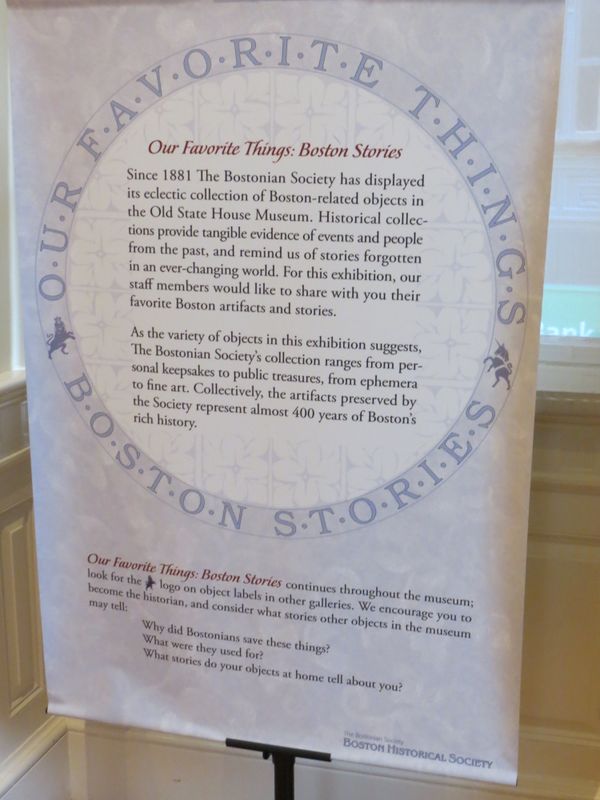 O·U·R F·A·V·O·R·I·T·E T·H·I·N·G·S
Our Favorite Things: Boston Stories
Since 1881 The Bostonian Society has displayed
its eclectic collection of Boston-related objects in
the Old State House Museum. Historical collec-
tions provide tangible evidence of events and people
from the past, and remind us of stories forgotten
in an ever-changing world. For this exhibition, our
staff members would like to share with you their
favorite Boston artifacts and stories.
As the variety of objects in this exhibition suggests,
The Bostonian Society's collection ranges from per-
sonal keepsakes to public treasures, from ephemera
to fine art. Collectively, the artifacts preserved by
the Society represent almost 400 years of Boston's
rich history.
B·O·S·T·O·N S·T·O·R·I·E·S
Our Favorite Things: Boston Stories continues throughout the museum;
look for the logo on object labels in other galleries. We encourage you to
become the historian, and consider what stories other objects in the museum
may tell:
Why did Bostonians save these things?
What were they used for?
What stories do your objects at home tell about you?
The Bostonian Society
BOSTON HISTORICAL SOCIETY